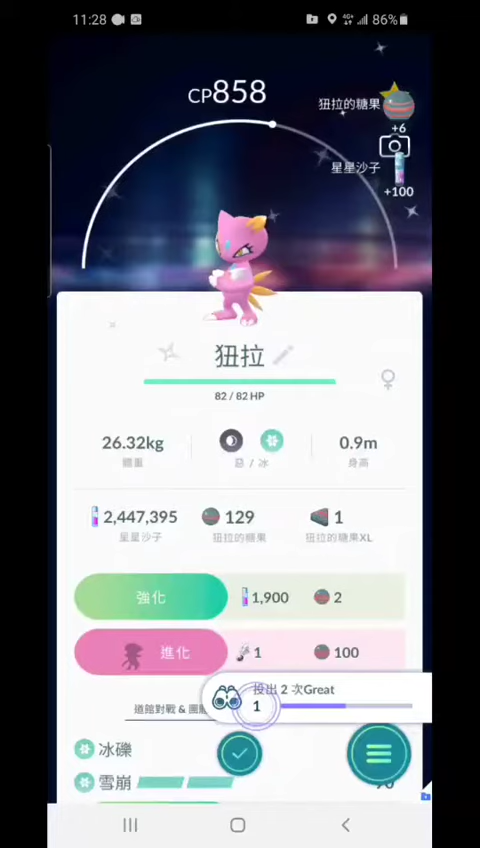 11:28
4G+
86%
CP858
狃拉的糖果
+6
星星沙子
+100
狃拉
82 / 82 HP
26.32kg
體重
惡 / 冰
0.9m
身高
2,447,395
星星沙子
129
狃拉的糖果
1
狃拉的糖果XL
強化
1,900
2
進化
1
100
投出 2 次Great
1
道館對戰 & 團體
冰礫
雪崩
90